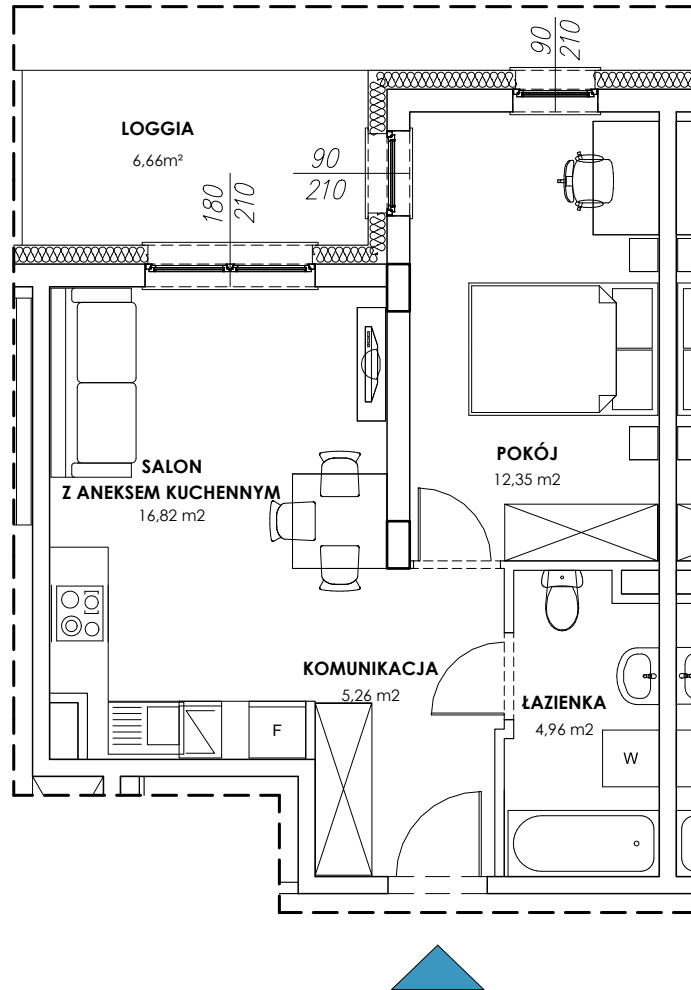 90
210
LOGGIA
6,66m²
180
210
90
210
SALON
Z ANEKSEM KUCHENNYM
16,82 m2
POKÓJ
12,35 m2
KOMUNIKACJA
5,26 m2
ŁAZIENKA
4,96 m2
F
W